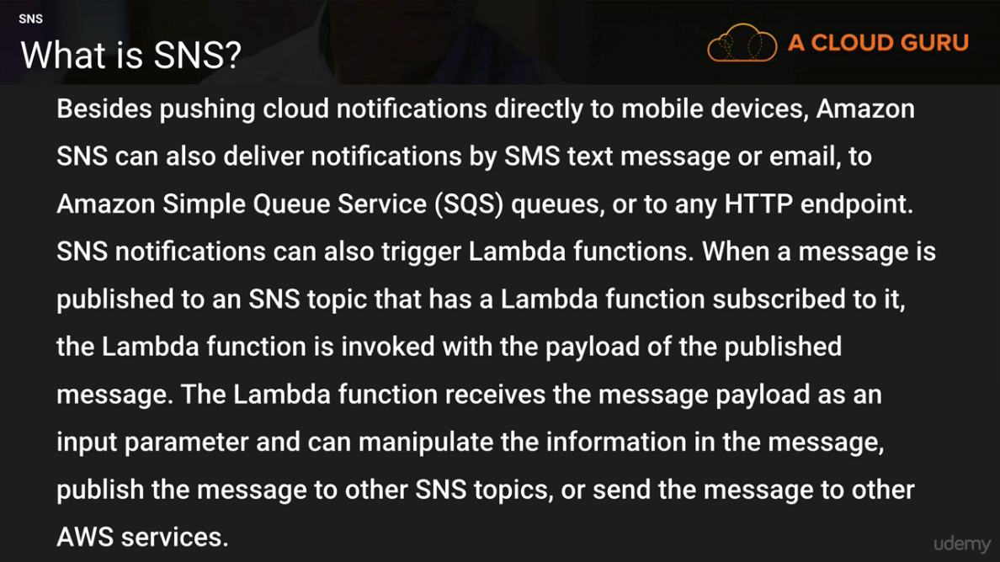 SNS
What is SNS?
A CLOUD GURU
Besides pushing cloud notifications directly to mobile devices, Amazon
SNS can also deliver notifications by SMS text message or email, to
Amazon Simple Queue Service (SQS) queues, or to any HTTP endpoint.
SNS notifications can also trigger Lambda functions. When a message is
published to an SNS topic that has a Lambda function subscribed to it,
the Lambda function is invoked with the payload of the published
message. The Lambda function receives the message payload as an
input parameter and can manipulate the information in the message,
publish the message to other SNS topics, or send the message to other
AWS services.
udemy